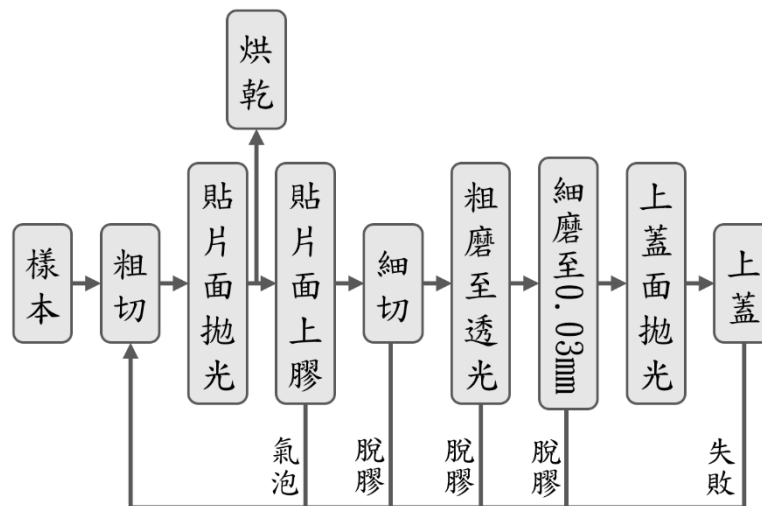 烘乾
樣本
粗切
貼片面拋光
貼片面上膠
細切
粗磨至透光
細磨至0.03mm
上蓋面拋光
上蓋
氣泡
脫膠
脫膠
脫膠
失敗